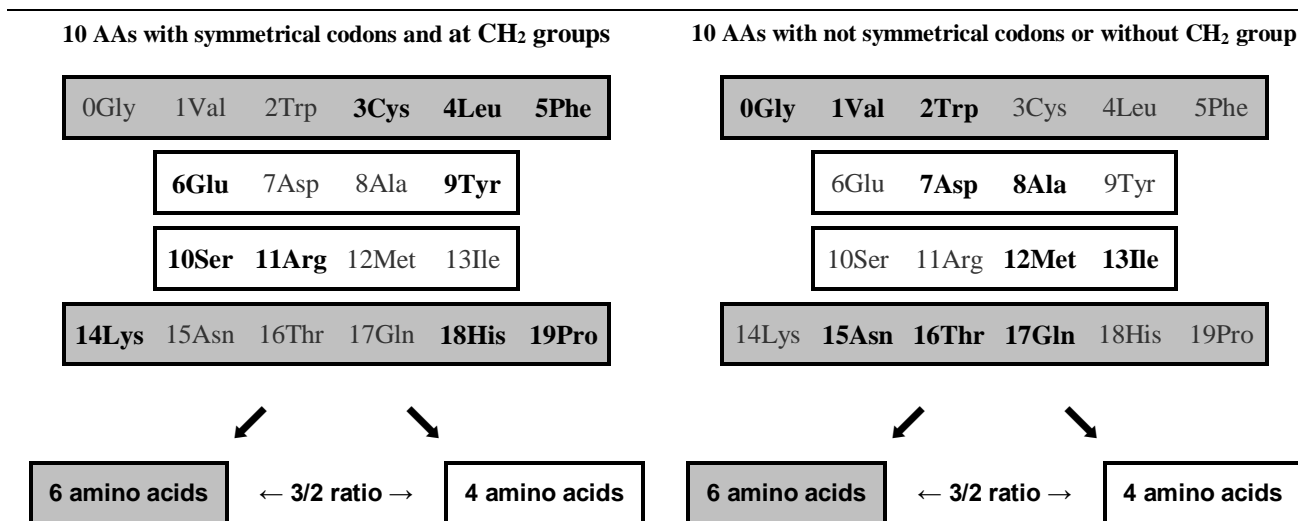 10 AAs with symmetrical codons and at CH₂ groups
0Gly 1Val 2Trp 3Cys 4Leu 5Phe
6Glu 7Asp 8Ala 9Tyr
10Ser 11Arg 12Met 13Ile
14Lys 15Asn 16Thr 17Gln 18His 19Pro
6 amino acids ← 3/2 ratio → 4 amino acids
10 AAs with not symmetrical codons or without CH₂ group
0Gly 1Val 2Trp 3Cys 4Leu 5Phe
6Glu 7Asp 8Ala 9Tyr
10Ser 11Arg 12Met 13Ile
14Lys 15Asn 16Thr 17Gln 18His 19Pro
6 amino acids ← 3/2 ratio → 4 amino acids